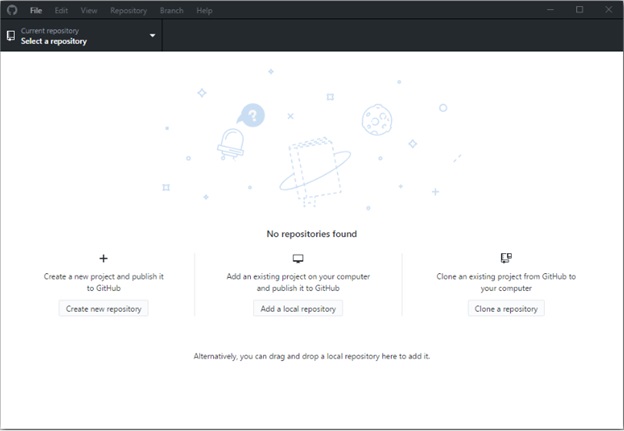 File Edit View Repository Branch Help
Current repository
Select a repository
?
No repositories found
Create a new project and publish it
to GitHub
Create new repository
Add an existing project on your computer
and publish it to GitHub
Add a local repository
Clone an existing project from GitHub to
your computer
Clone a repository
Alternatively, you can drag and drop a local repository here to add it.